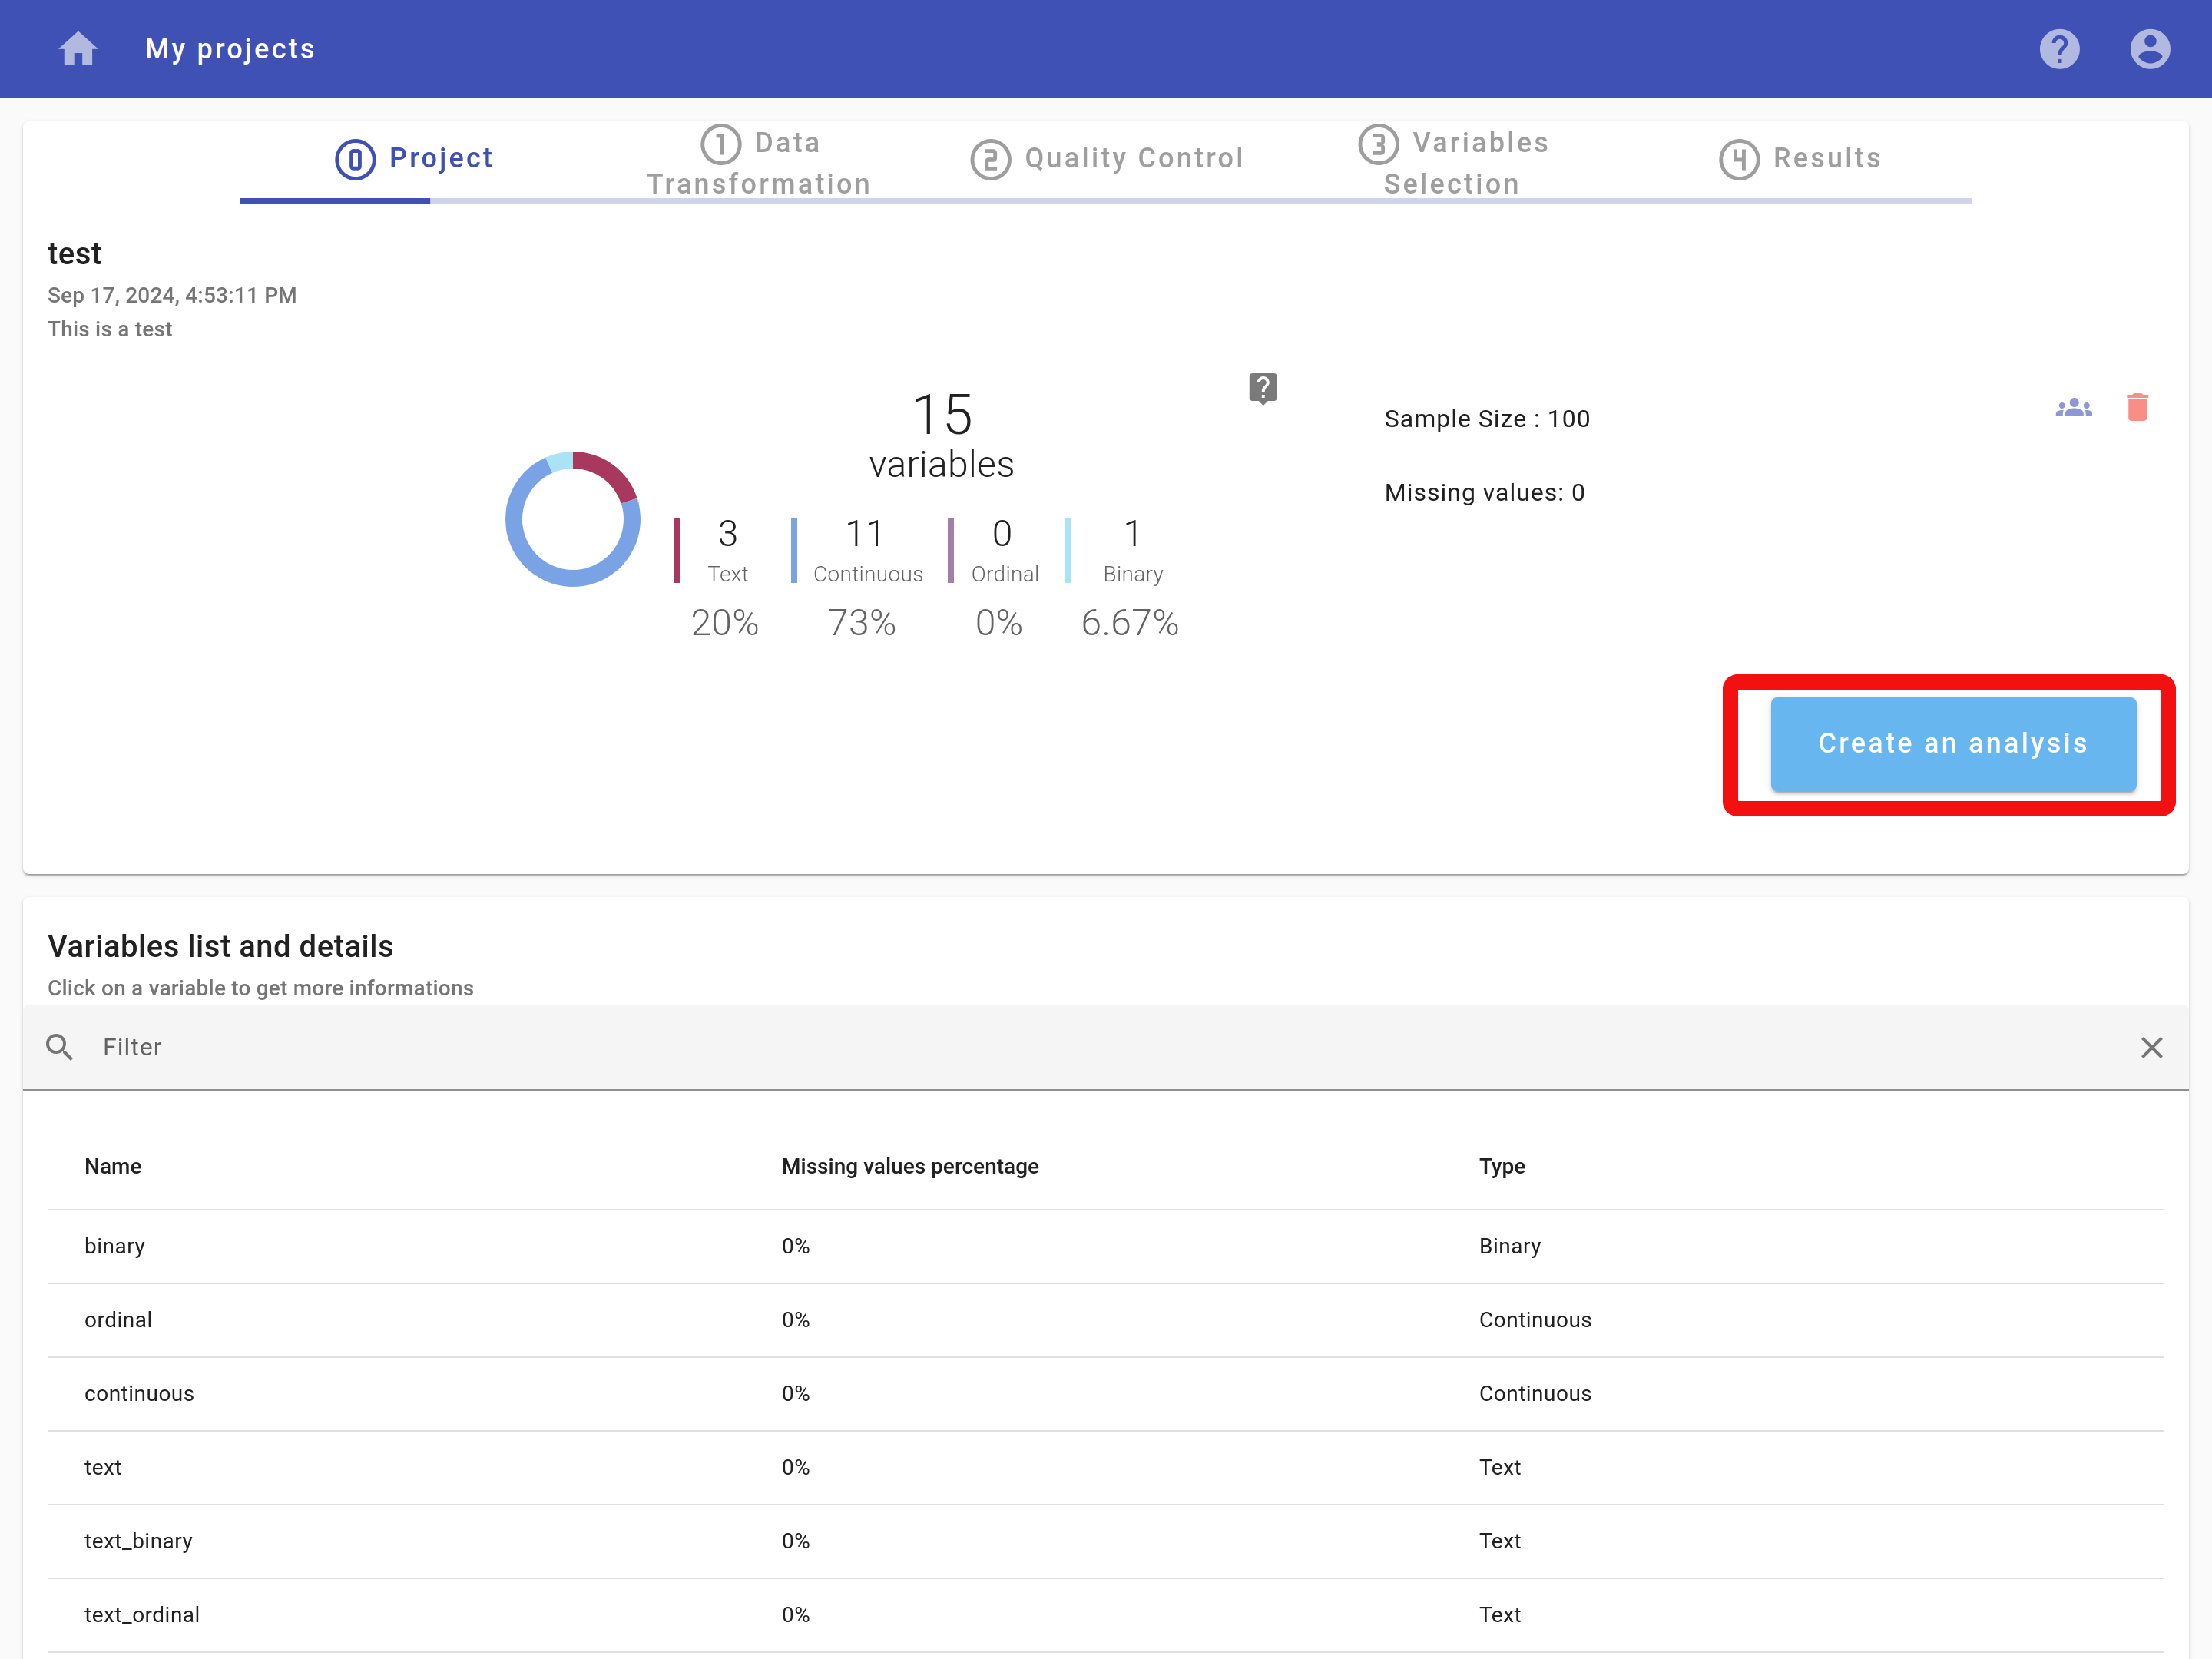 My projects
0 Project
1 Data
Transformation
2 Quality Control
3 Variables
Selection
4 Results
test
Sep 17, 2024, 4:53:11 PM
This is a test
15
variables
3 11 0 1
Text Continuous Ordinal Binary
20% 73% 0% 6.67%
Sample Size : 100
Missing values: 0
Create an analysis
Variables list and details
Click on a variable to get more informations
Filter
Name Missing values percentage Type
binary 0% Binary
ordinal 0% Continuous
continuous 0% Continuous
text 0% Text
text_binary 0% Text
text_ordinal 0% Text